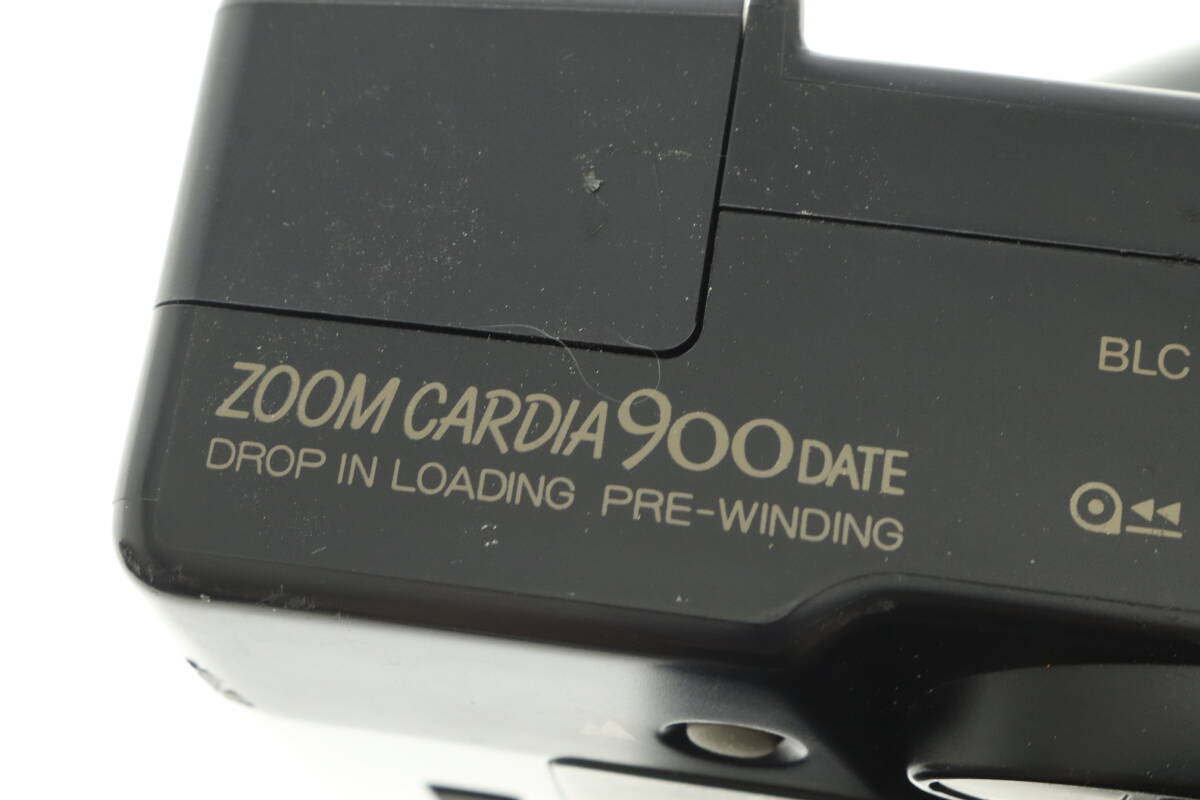 ZOOM CARDIA 900 DATE
DROP IN LOADING PRE-WINDING
BLC